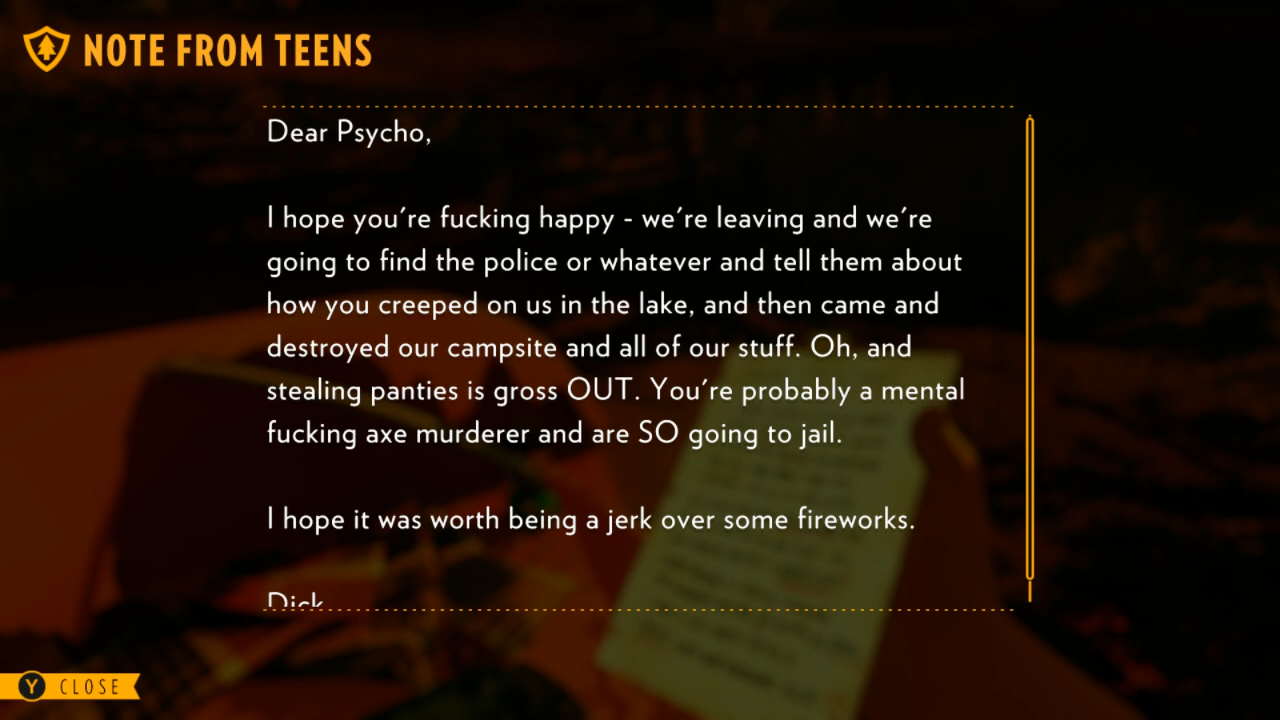 NOTE FROM TEENS
Dear Psycho,
I hope you're fucking happy - we're leaving and we're
going to find the police or whatever and tell them about
how you creeped on us in the lake, and then came and
destroyed our campsite and all of our stuff. Oh, and
stealing panties is gross OUT. You're probably a mental
fucking axe murderer and are SO going to jail.
I hope it was worth being a jerk over some fireworks.
Dick
Y CLOSE